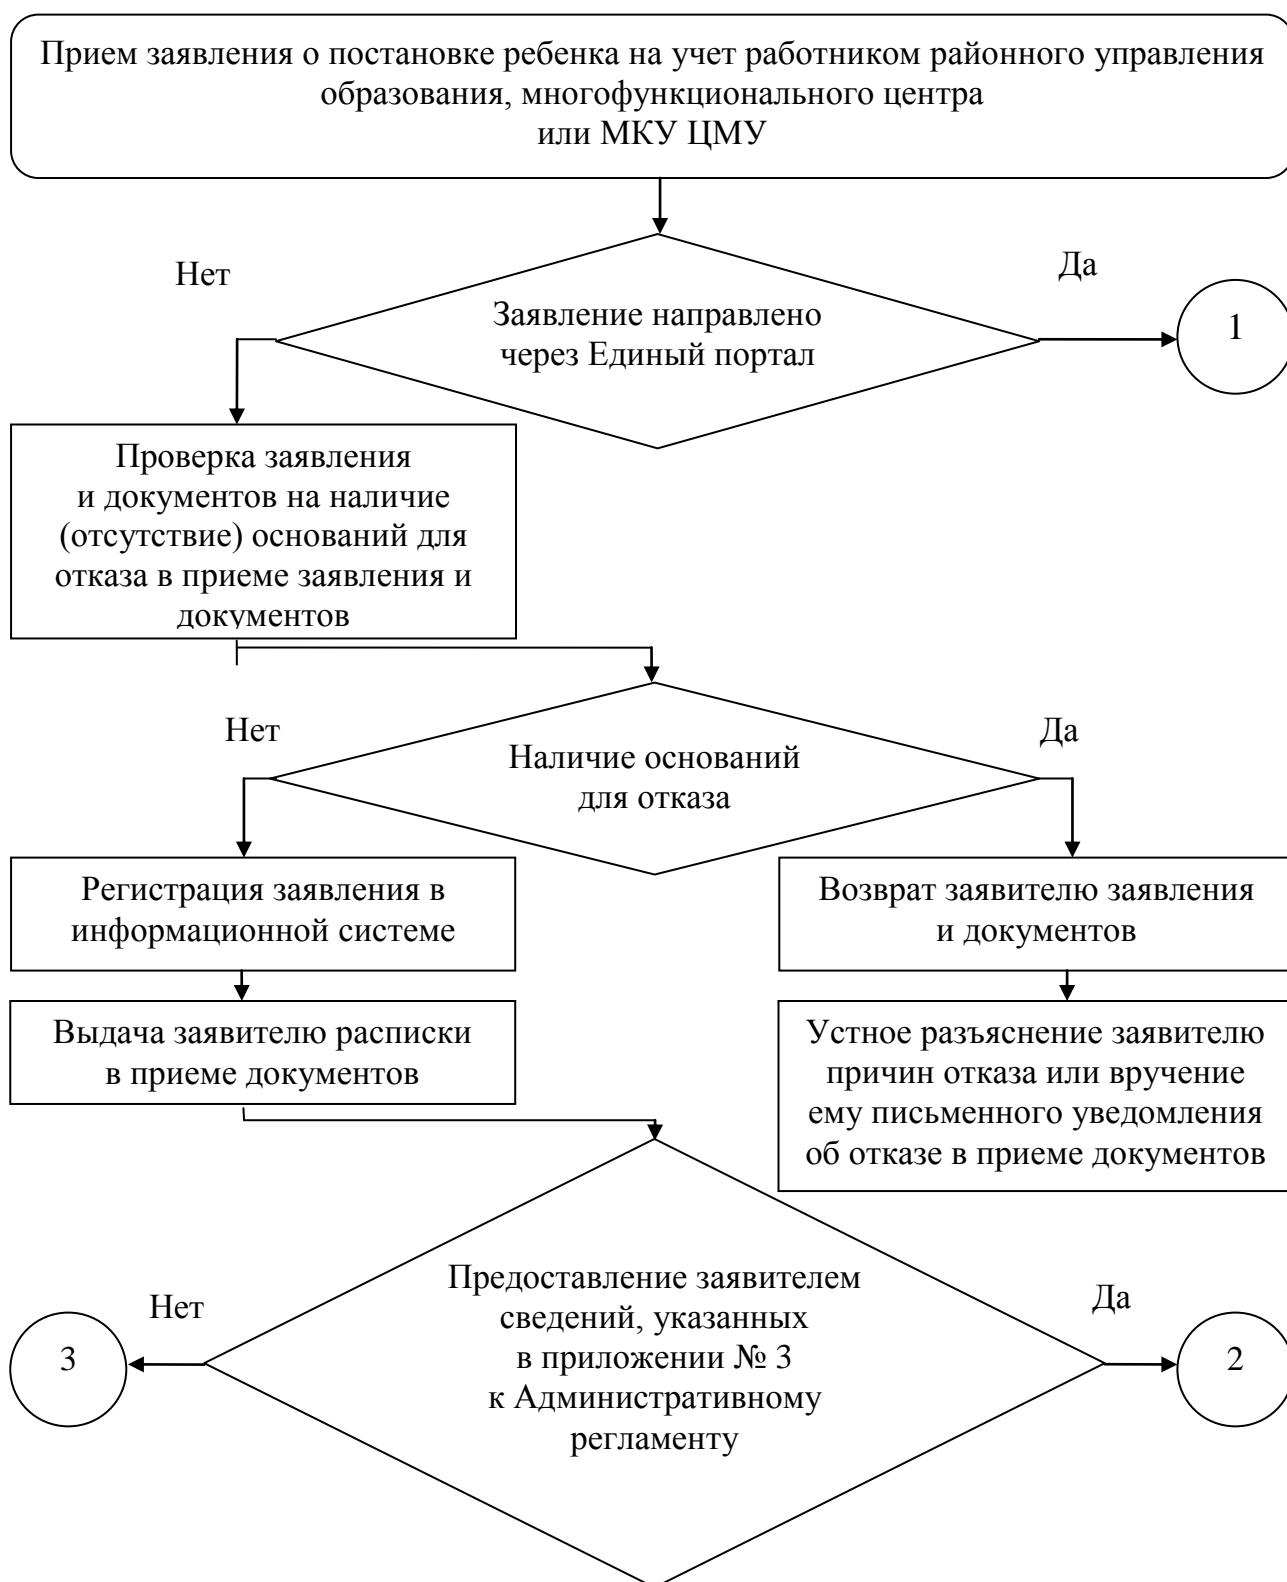 Прием заявления о постановке ребенка на учет работником районного управления
образования, многофункционального центра
или МКУ ЦМУ
Нет
Да
Заявление направлено
через Единый портал
1
Проверка заявления
и документов на наличие
(отсутствие) оснований для
отказа в приеме заявления и
документов
Нет
Да
Наличие оснований
для отказа
Регистрация заявления в
информационной системе
Возврат заявителю заявления
и документов
Выдача заявителю расписки
в приеме документов
Устное разъяснение заявителю
причин отказа или вручение
ему письменного уведомления
об отказе в приеме документов
Предоставление заявителем
сведений, указанных
в приложении № 3
к Административному
регламенту
Нет
Да
3
2